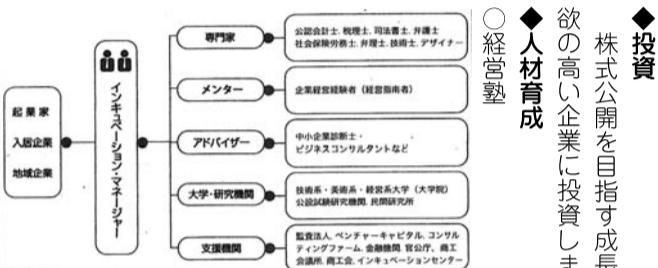 ◆投資
株式公開を目指す成長
欲の高い企業に投資しま
◆人材育成
○経営塾
起業家
入居企業
地域企業
インキュベーション・マネージャー
専門家
公認会計士、税理士、司法書士、弁護士
社会保険労務士、弁理士、技術士、デザイナー
メンター
企業経営経験者（経営指南者）
アドバイザー
中小企業診断士・
ビジネスコンサルタントなど
大学・研究機関
技術系・美術系・経営系大学（大学院）
公設試験研究機関、民間研究所
支援機関
監査法人、ベンチャーキャピタル、コンサル
ティングファーム、金融機関、官公庁、商工
会議所、商工会、インキュベーションセンター